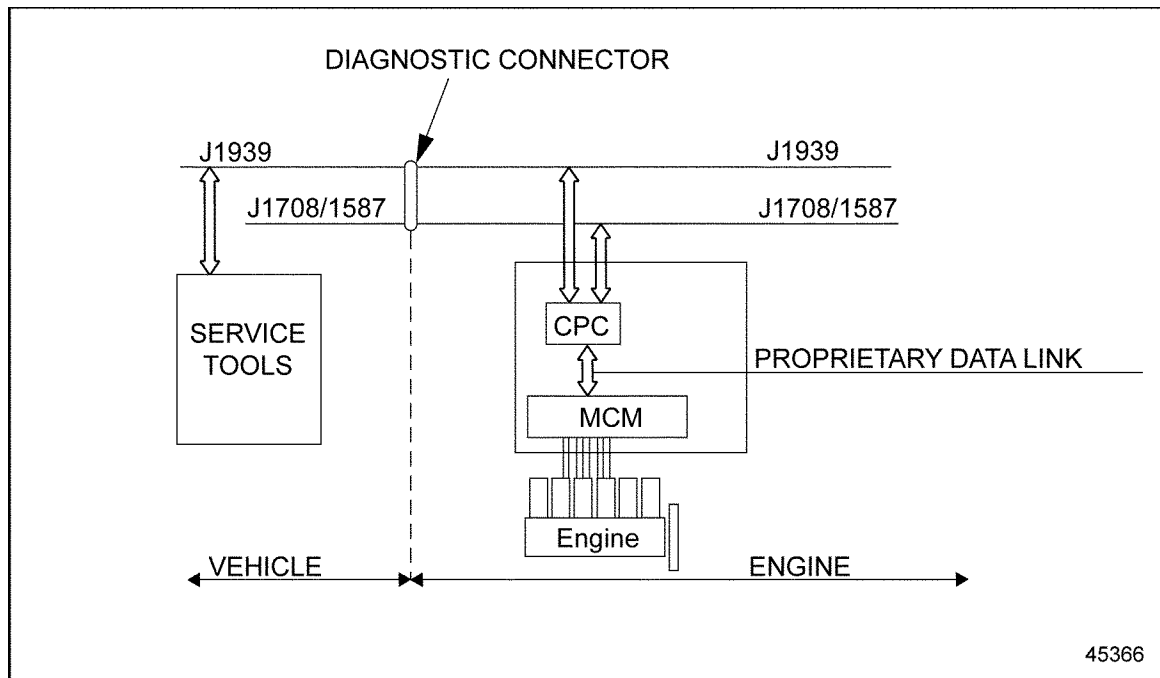 DIAGNOSTIC CONNECTOR
J1939
J1939
J1708/1587
J1708/1587
SERVICE
TOOLS
CPC
PROPRIETARY DATA LINK
MCM
Engine
VEHICLE
ENGINE
45366